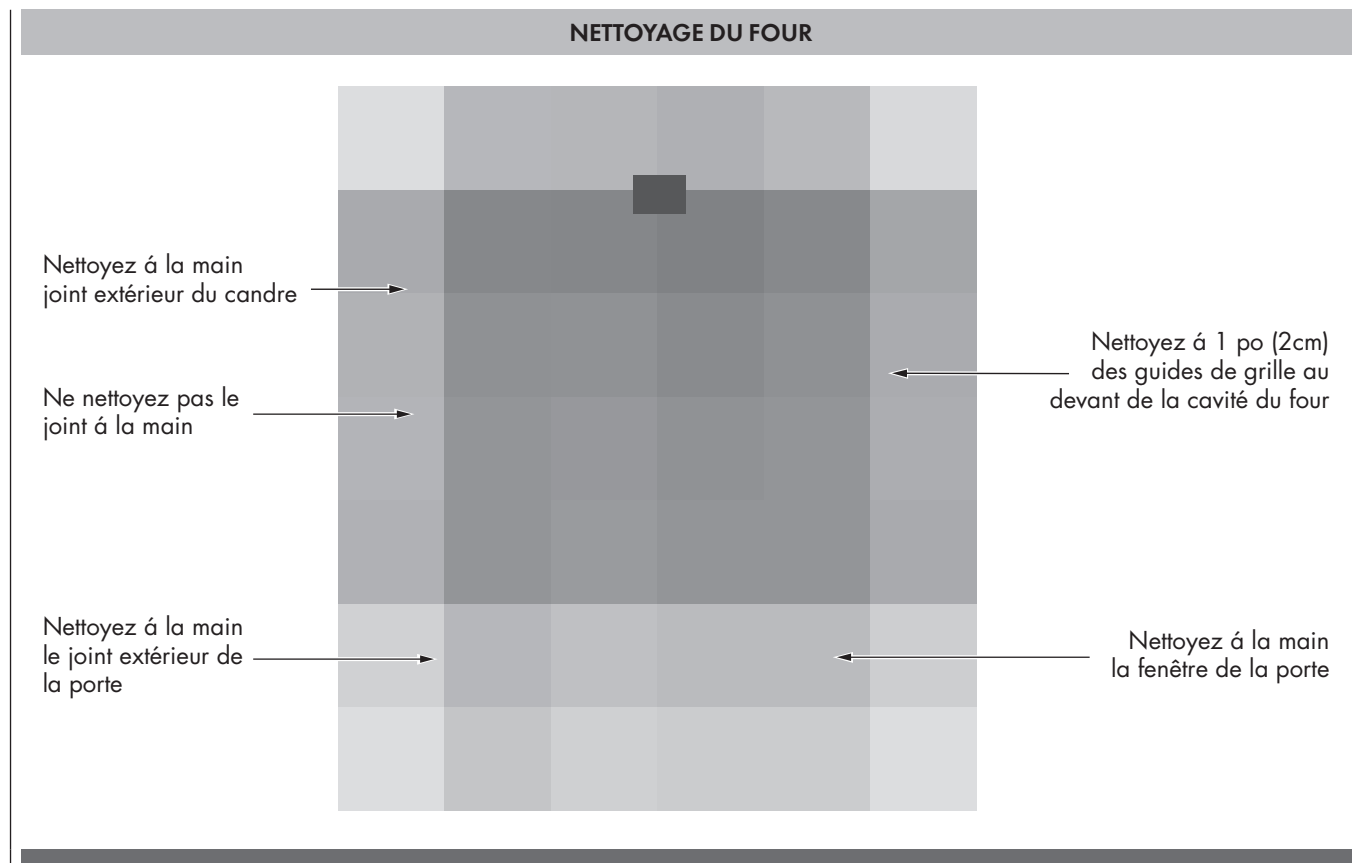 NETTOYAGE DU FOUR
Nettoyez á la main
joint extérieur du candre
Ne nettoyez pas le
joint á la main
Nettoyez á la main
le joint extérieur de
la porte
Nettoyez á 1 po (2cm)
des guides de grille au
devant de la cavité du four
Nettoyez á la main
la fenêtre de la porte